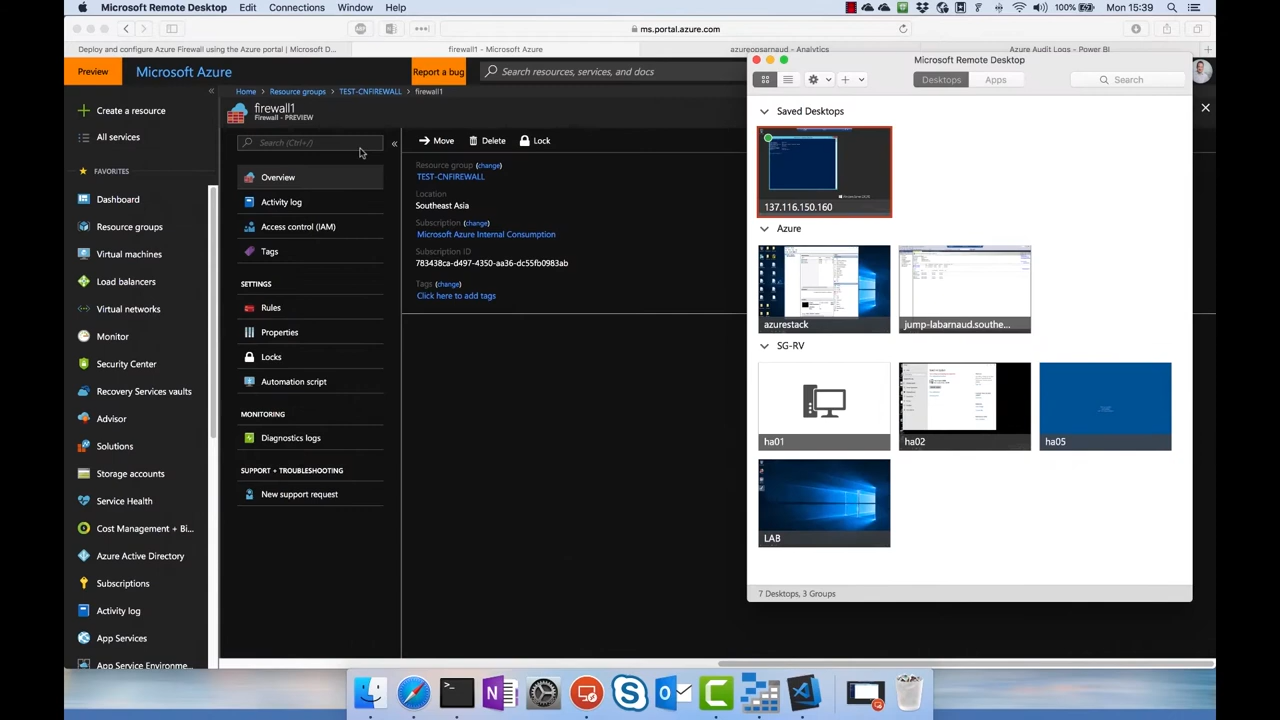 Microsoft Remote Desktop Edit Connections Window Help 100% Mon 15:39
ms.portal.azure.com
Deploy and configure Azure Firewall using the Azure portal | Microsoft D...
firewall1 - Microsoft Azure
azureopsarnaud - Analytics
Azure Audit Logs - Power BI
Preview
Microsoft Azure
Report a bug
Search resources, services, and docs
Home > Resource groups > TEST-CNFIREWALL > firewall1
firewall1
Firewall - PREVIEW
Create a resource
All services
FAVORITES
Dashboard
Resource groups
Virtual machines
Load balancers
Virtual networks
Monitor
Security Center
Recovery Services vaults
Advisor
Solutions
Storage accounts
Service Health
Cost Management + Bi...
Azure Active Directory
Subscriptions
Activity log
App Services
App Service Environme...
Search (Ctrl+/)
Overview
Activity log
Access control (IAM)
Tags
SETTINGS
Rules
Properties
Locks
Automation script
MONITORING
Diagnostics logs
SUPPORT + TROUBLESHOOTING
New support request
Move Delete Lock
Resource group (change)
TEST-CNFIREWALL
Location
Southeast Asia
Subscription (change)
Microsoft Azure Internal Consumption
Subscription ID
783438ca-d497-4350-aa36-dc55fb0983ab
Tags (change)
Click here to add tags
Microsoft Remote Desktop
Desktops Apps
Search
Saved Desktops
137.116.150.160
Azure
azurestack
jump-labarnaud.southe...
SG-RV
ha01
ha02
ha05
LAB
7 Desktops, 3 Groups